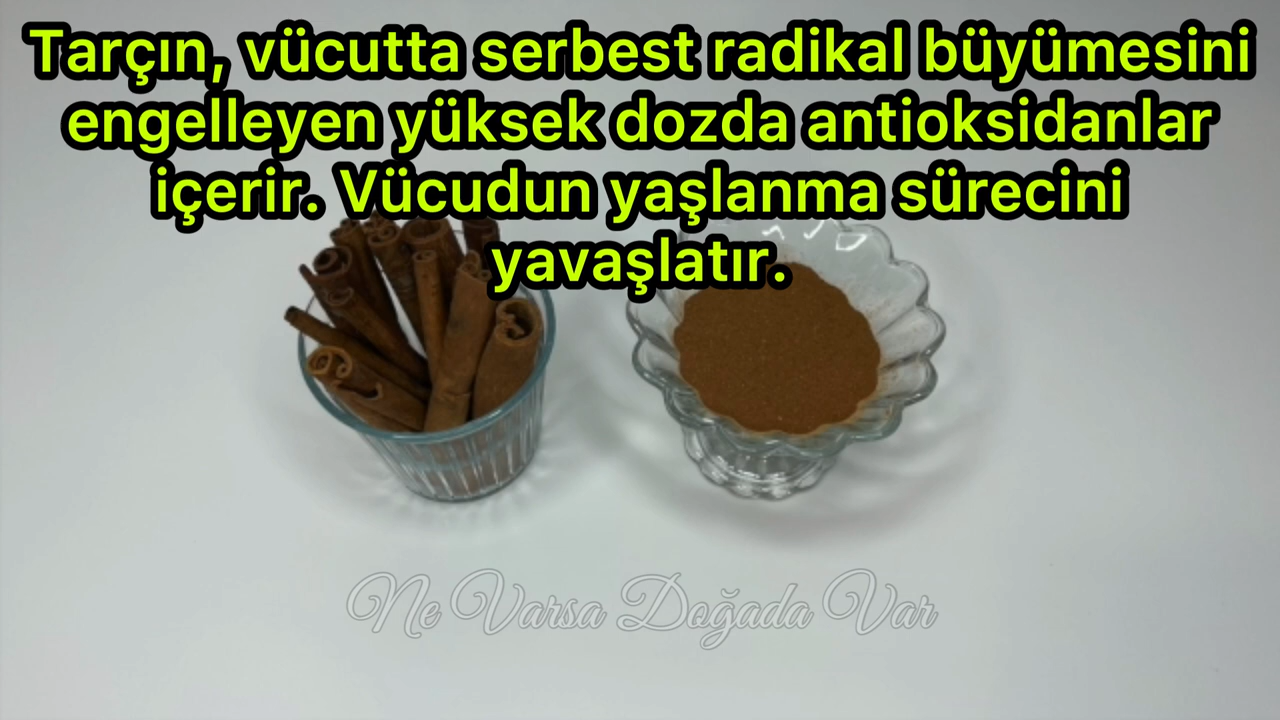 Tarçın, vücutta serbest radikal büyümesini
engelleyen yüksek dozda antioksidanlar
içerir. Vücudun yaşlanma sürecini
yavaşlatır.
Ne Varsa Doğada Var